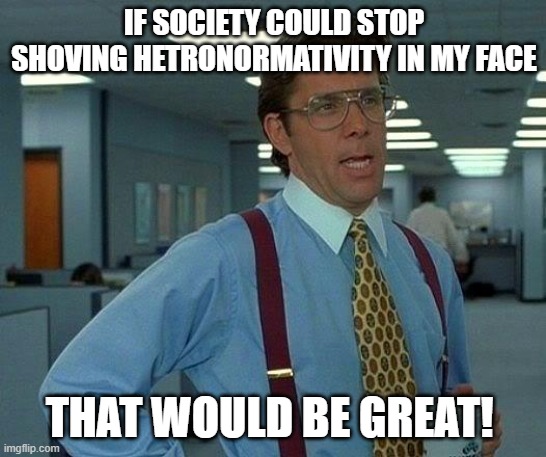 IF SOCIETY COULD STOP
SHOVING HETRONORMATIVITY IN MY FACE
THAT WOULD BE GREAT!
imgflip.com